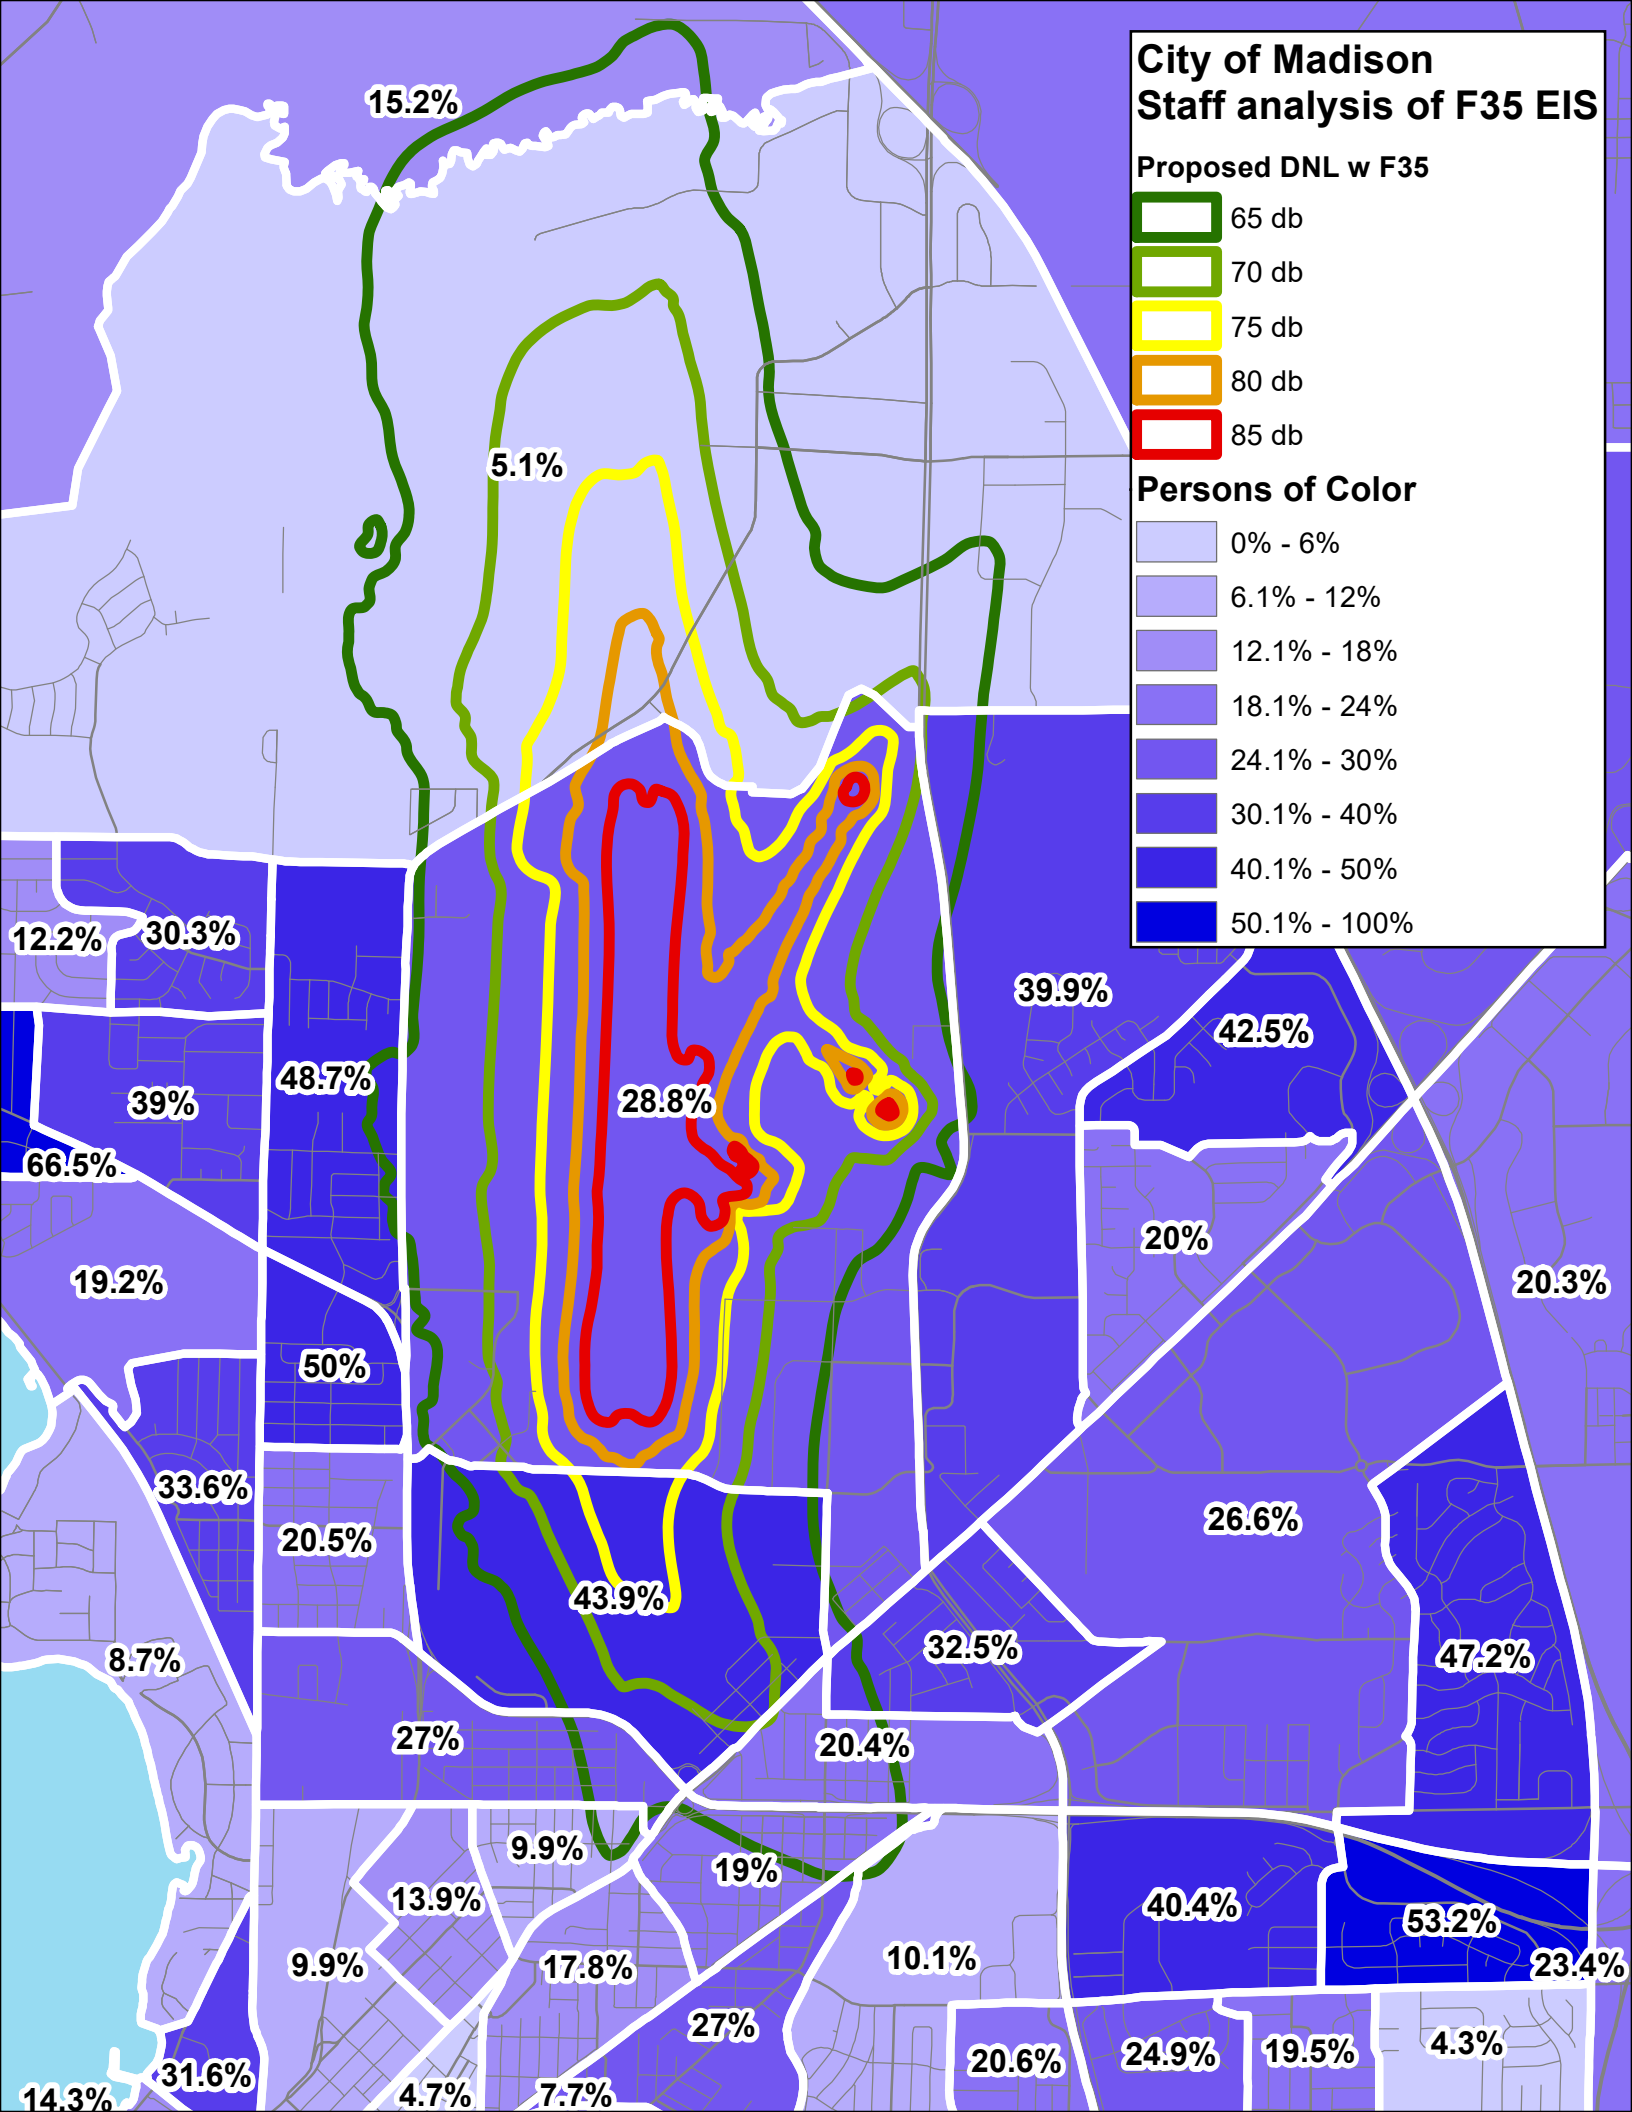 City of Madison
Staff analysis of F35 EIS
Proposed DNL w F35
65 db
70 db
75 db
80 db
85 db
Persons of Color
0% - 6%
6.1% - 12%
12.1% - 18%
18.1% - 24%
24.1% - 30%
30.1% - 40%
40.1% - 50%
50.1% - 100%
15.2%
5.1%
12.2%
30.3%
39.9%
42.5%
48.7%
28.8%
39%
66.5%
20%
19.2%
20.3%
50%
33.6%
20.5%
26.6%
43.9%
32.5%
47.2%
8.7%
27%
20.4%
9.9%
19%
13.9%
40.4%
53.2%
9.9%
17.8%
10.1%
23.4%
27%
20.6%
24.9%
19.5%
4.3%
31.6%
14.3%
4.7%
7.7%